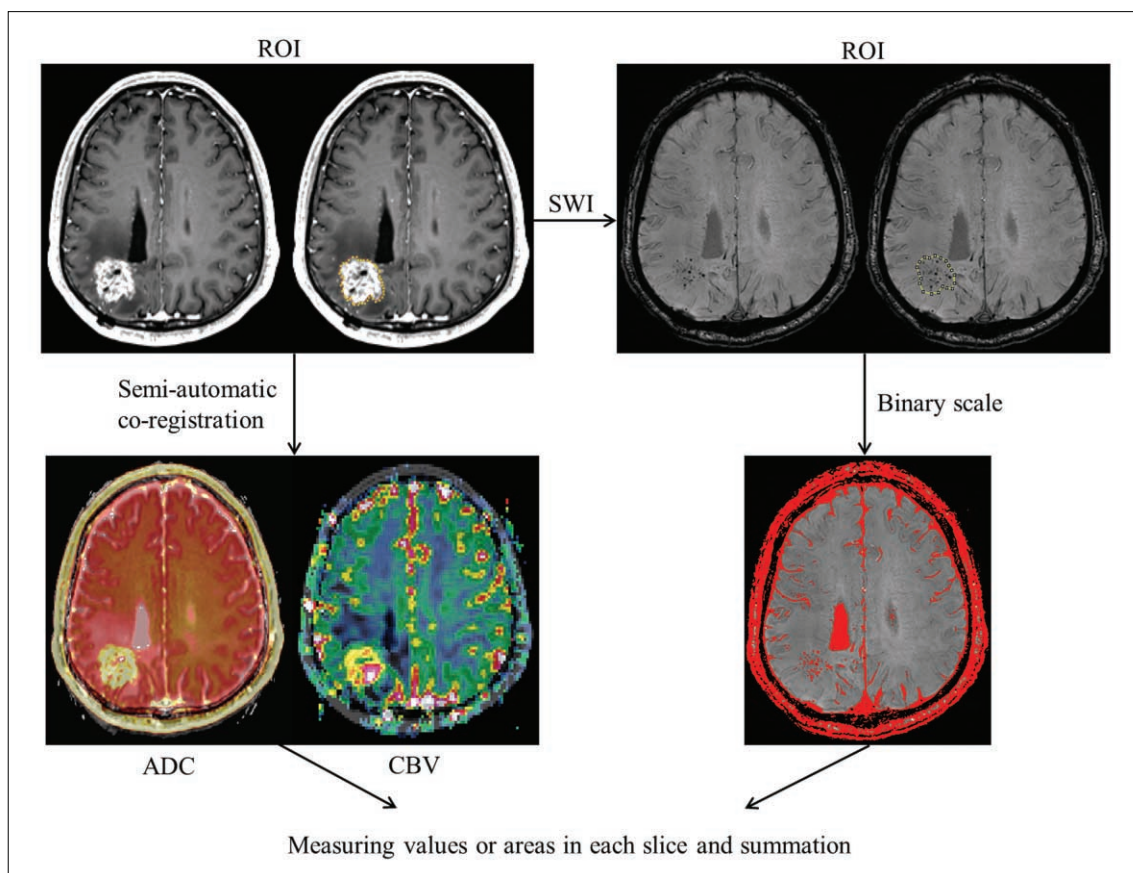 ROI
ROI
SWI
Semi-automatic
co-registration
Binary scale
ADC
CBV
Measuring values or areas in each slice and summation